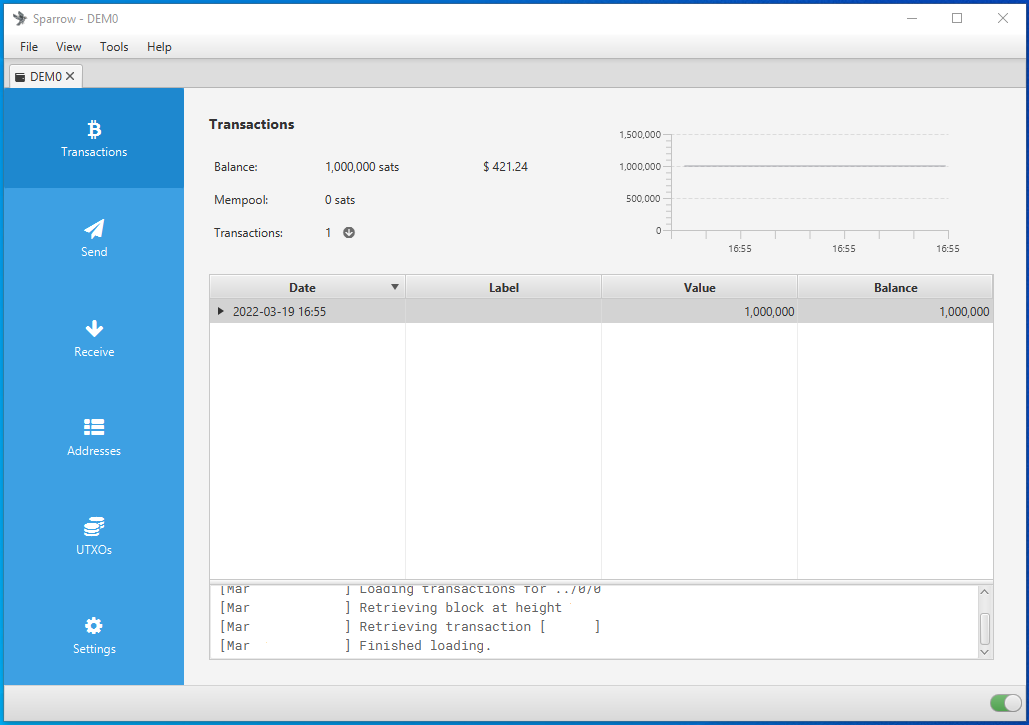 Sparrow - DEM0
File View Tools Help
DEM0
Transactions
Send
Receive
Addresses
UTXOs
Settings
Transactions
Balance: 1,000,000 sats $ 421.24
Mempool: 0 sats
Transactions: 1
1,500,000
1,000,000
500,000
0
16:55 16:55 16:55
Date Label Value Balance
2022-03-19 16:55 1,000,000 1,000,000
[Mar ] Loading transactions for ../0/0
[Mar ] Retrieving block at height
[Mar ] Retrieving transaction [ ]
[Mar ] Finished loading.